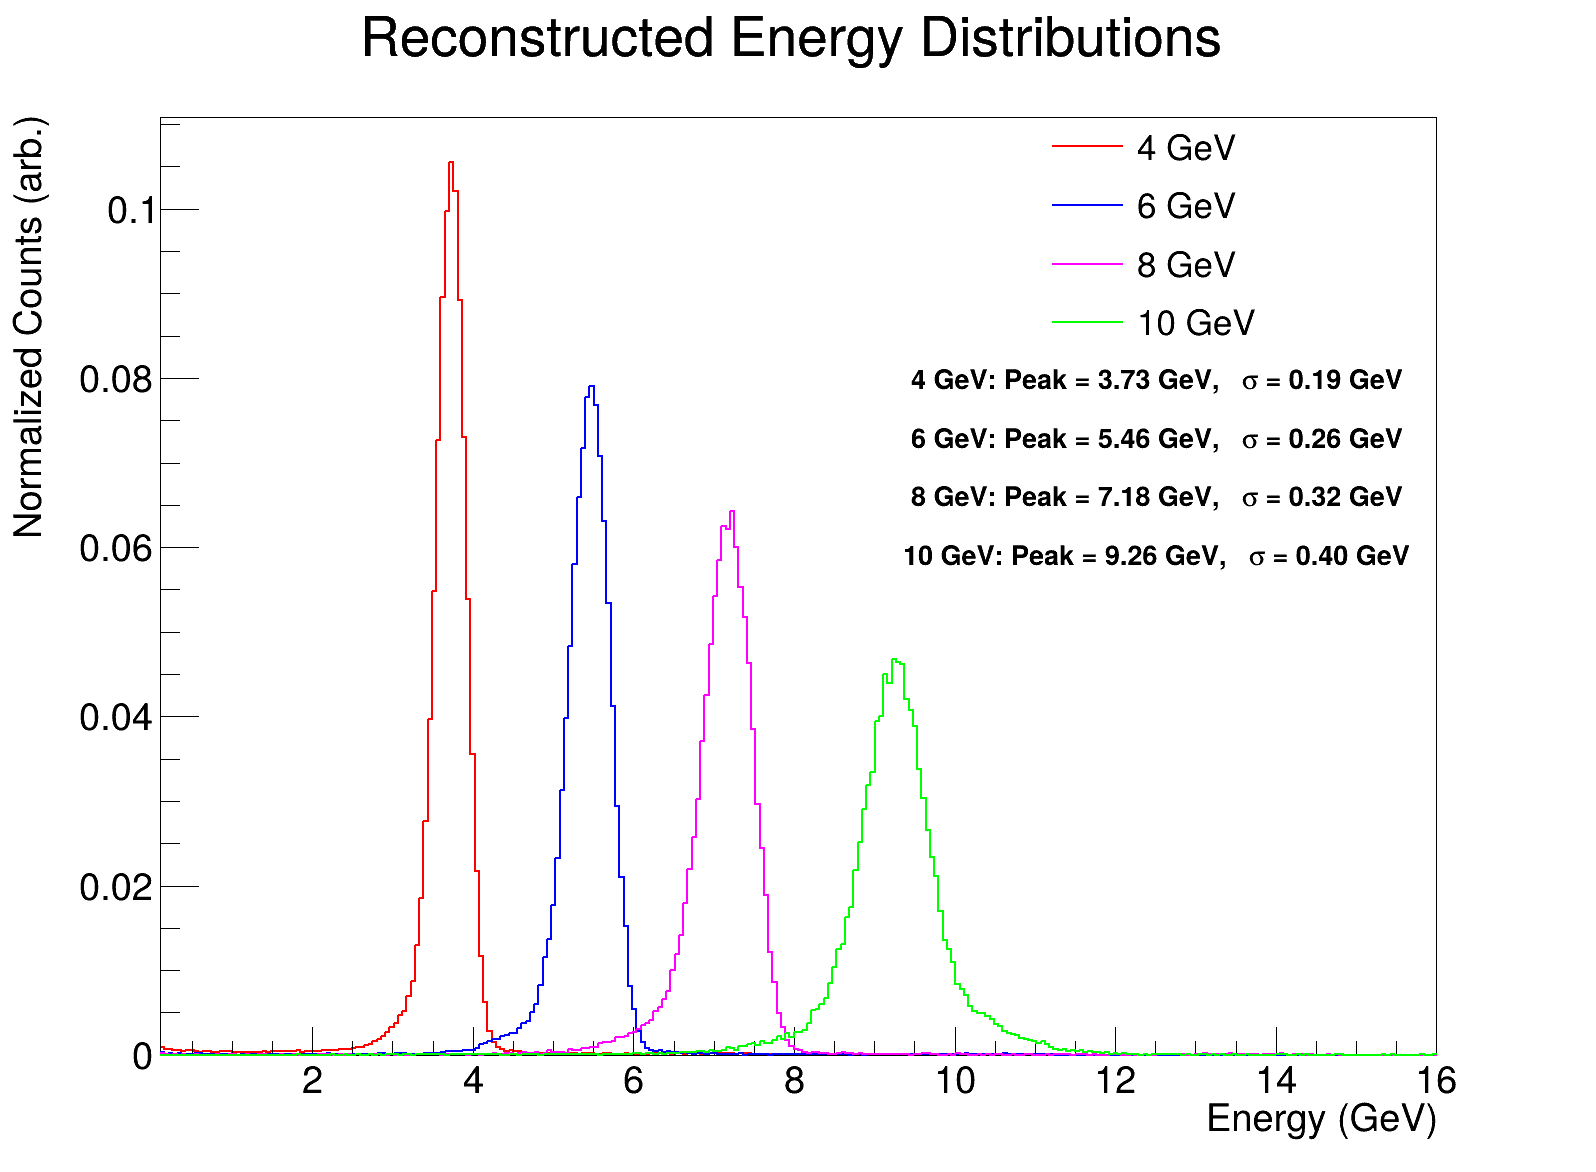 Reconstructed Energy Distributions
Normalized Counts (arb.)
0.1
0.08
0.06
0.04
0.02
0
4 GeV
6 GeV
8 GeV
10 GeV
4 GeV: Peak = 3.73 GeV, σ = 0.19 GeV
6 GeV: Peak = 5.46 GeV, σ = 0.26 GeV
8 GeV: Peak = 7.18 GeV, σ = 0.32 GeV
10 GeV: Peak = 9.26 GeV, σ = 0.40 GeV
2 4 6 8 10 12 14 16
Energy (GeV)